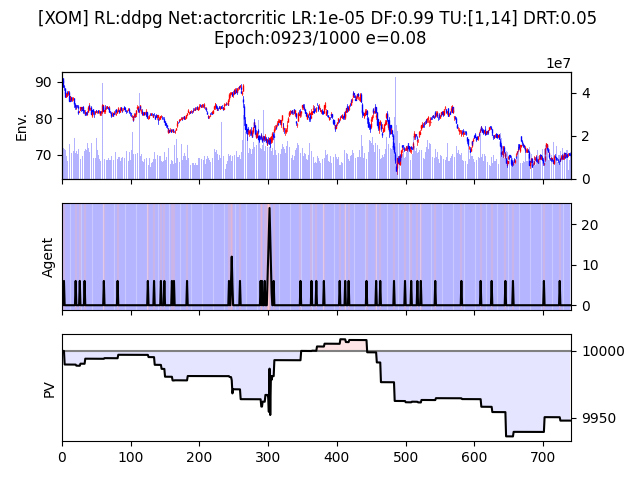 [XOM] RL:ddpg Net:actorcritic LR:1e-05 DF:0.99 TU:[1,14] DRT:0.05
Epoch:0923/1000 e=0.08
1e7
90
80
70
Env.
4
2
0
Agent
20
10
0
PV
10000
9950
0 100 200 300 400 500 600 700